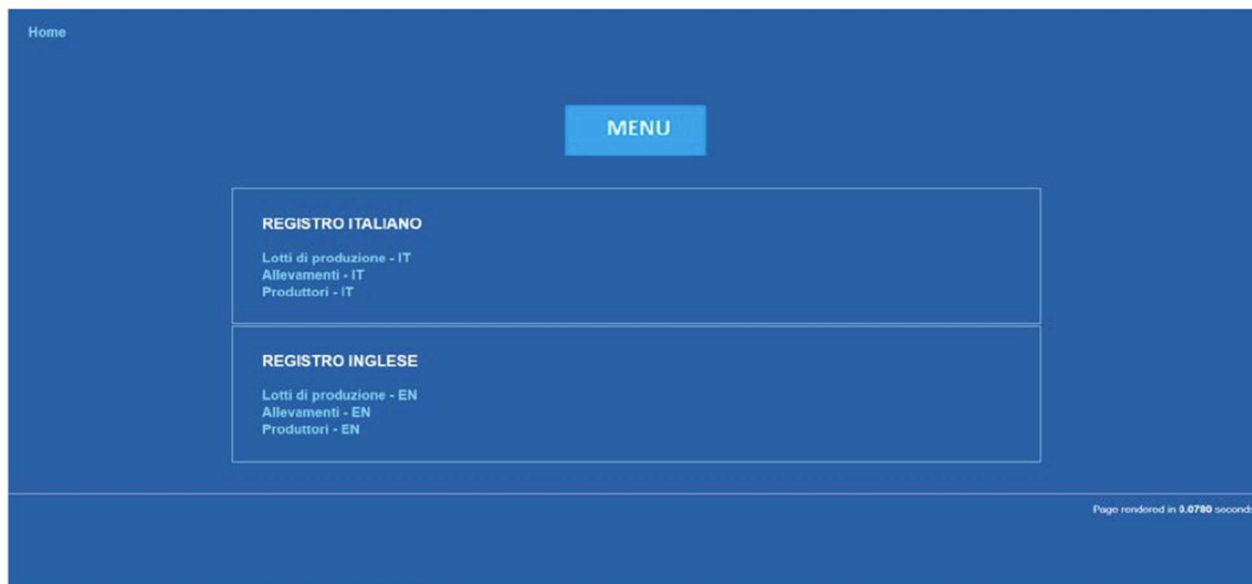 Home
MENU
REGISTRO ITALIANO
Lotti di produzione - IT
Allevamenti - IT
Produttori - IT
REGISTRO INGLESE
Lotti di produzione - EN
Allevamenti - EN
Produttori - EN
Page rendered in 0.0780 seconds